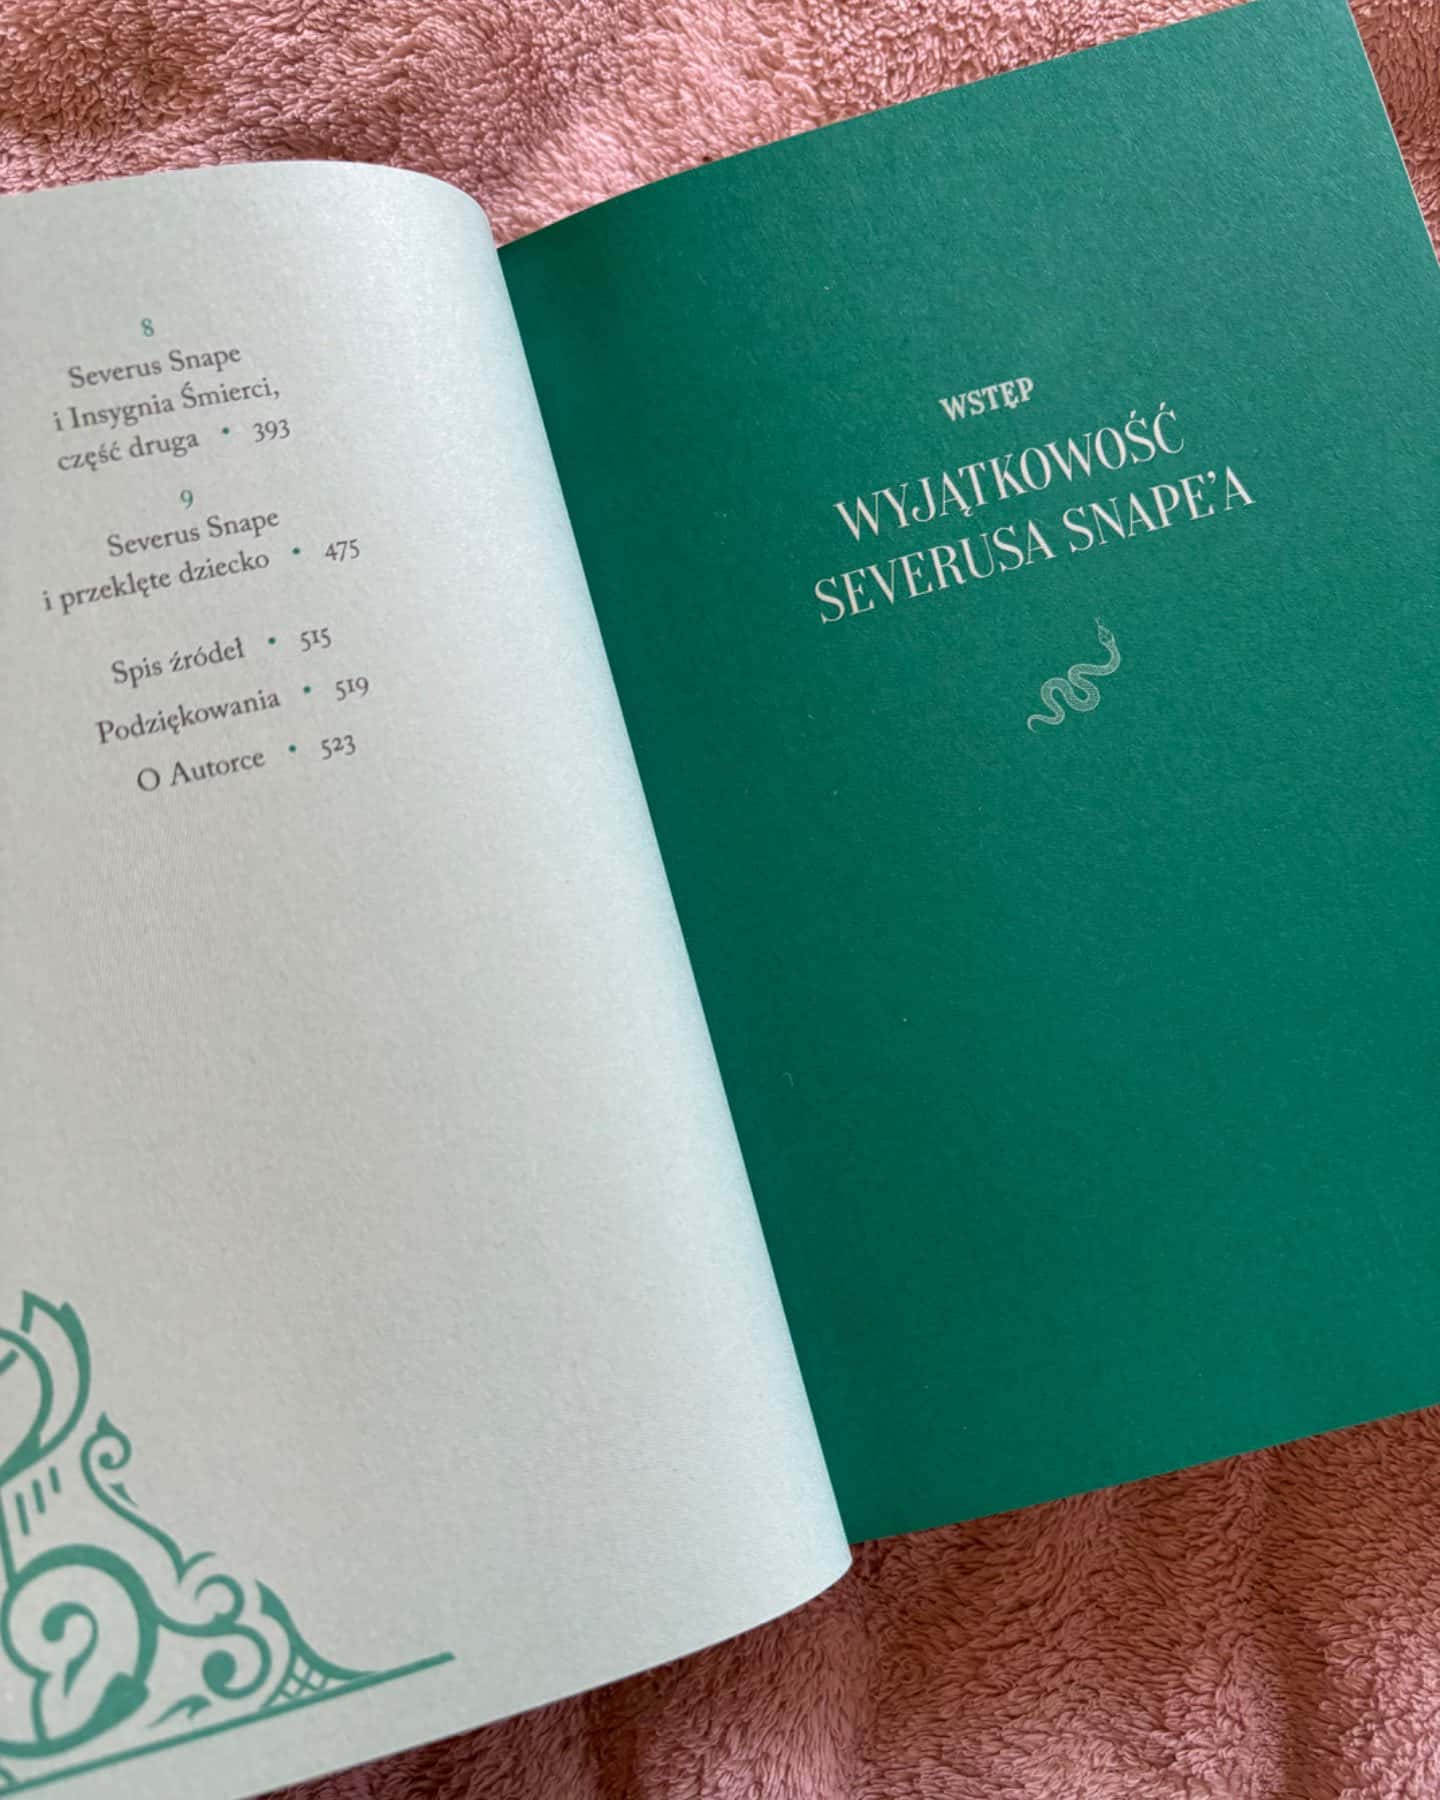 8
Severus Snape
i Insygnia Śmierci,
część druga • 393
9
Severus Snape
i przeklęte dziecko • 475
Spis źródeł • 515
Podziękowania • 519
O Autorce • 523
WSTĘP
WYJĄTKOWOŚĆ
SEVERUSA SNAPE'A